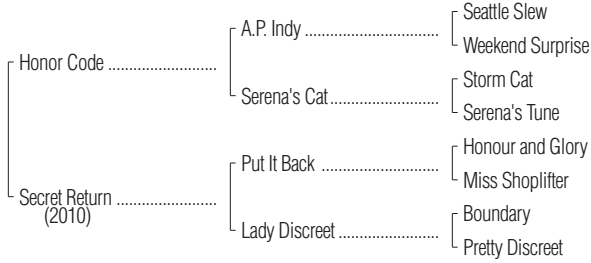 Seattle Slew
A.P. Indy ........................
Weekend Surprise
Honor Code ...................
Storm Cat
Serena's Cat ...................
Serena's Tune
Honour and Glory
Put It Back .....................
Miss Shoplifter
Secret Return .................
(2010)
Boundary
Lady Discreet .................
Pretty Discreet